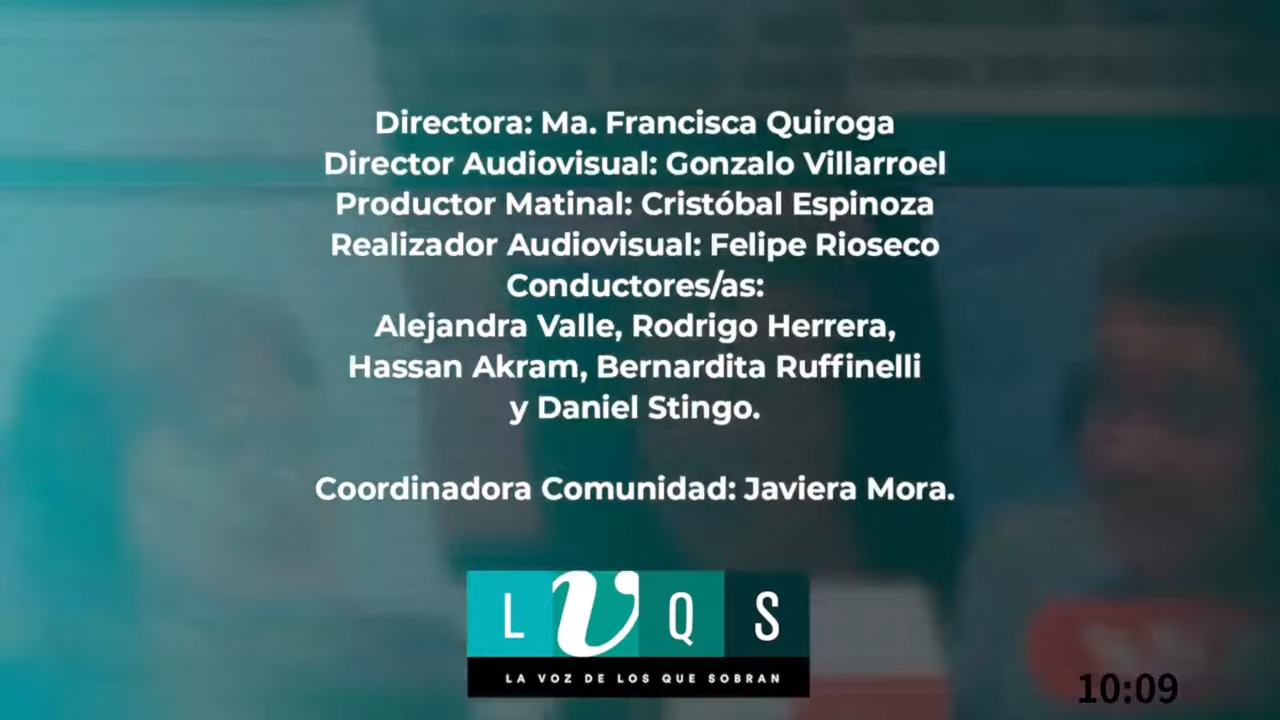 Directora: Ma. Francisca Quiroga
Director Audiovisual: Gonzalo Villarroel
Productor Matinal: Cristóbal Espinoza
Realizador Audiovisual: Felipe Rioseco
Conductores/as:
Alejandra Valle, Rodrigo Herrera,
Hassan Akram, Bernardita Ruffinelli
y Daniel Stingo.
Coordinadora Comunidad: Javiera Mora.
LVQS
LA VOZ DE LOS QUE SOBRAN
10:09